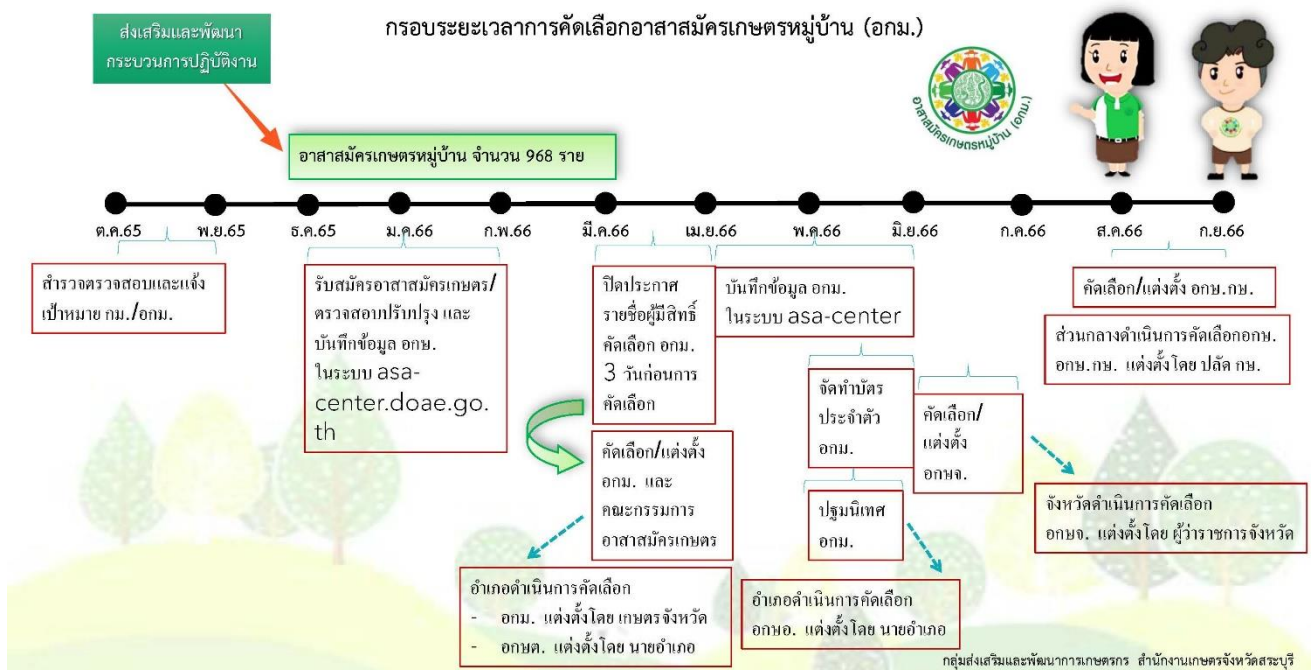 ส่งเสริมและพัฒนา
กระบวนการปฏิบัติงาน
กรอบระยะเวลาการคัดเลือกอาสาสมัครเกษตรหมู่บ้าน (อกม.)
อาสาสมัครเกษตรหมู่บ้าน (อกม.)
อาสาสมัครเกษตรหมู่บ้าน จำนวน 968 ราย
ต.ค.65
พ.ย.65
ธ.ค.65
ม.ค.66
ก.พ.66
มี.ค.66
เม.ย.66
พ.ค.66
มิ.ย.66
ก.ค.66
ส.ค.66
ก.ย.66
สำรวจตรวจสอบและแจ้ง
เป้าหมาย กม./อกม.
รับสมัครอาสาสมัครเกษตร/
ตรวจสอบปรับปรุง และ
บันทึกข้อมูล อกษ.
ในระบบ asa-
center.doae.go.
th
ปิดประกาศ
รายชื่อผู้มีสิทธิ์
คัดเลือก อกม.
3 วันก่อนการ
คัดเลือก
คัดเลือก/แต่งตั้ง
อกม. และ
คณะกรรมการ
อาสาสมัครเกษตร
อำเภอดำเนินการคัดเลือก
- อกม. แต่งตั้งโดย เกษตรจังหวัด
- อกษต. แต่งตั้งโดย นายอำเภอ
บันทึกข้อมูล อกม.
ในระบบ asa-center
จัดทำบัตร
ประจำตัว
อกม.
ปฐมนิเทศ
อกม.
อำเภอดำเนินการคัดเลือก
อกษอ. แต่งตั้งโดย นายอำเภอ
คัดเลือก/
แต่งตั้ง
อกษจ.
จังหวัดดำเนินการคัดเลือก
อกษจ. แต่งตั้งโดย ผู้ว่าราชการจังหวัด
คัดเลือก/แต่งตั้ง อกษ.กษ.
ส่วนกลางดำเนินการคัดเลือกอกษ.
อกษ.กษ. แต่งตั้งโดย ปลัด กษ.
กลุ่มส่งเสริมและพัฒนาการเกษตรกร สำนักงานเกษตรจังหวัดสระบุรี